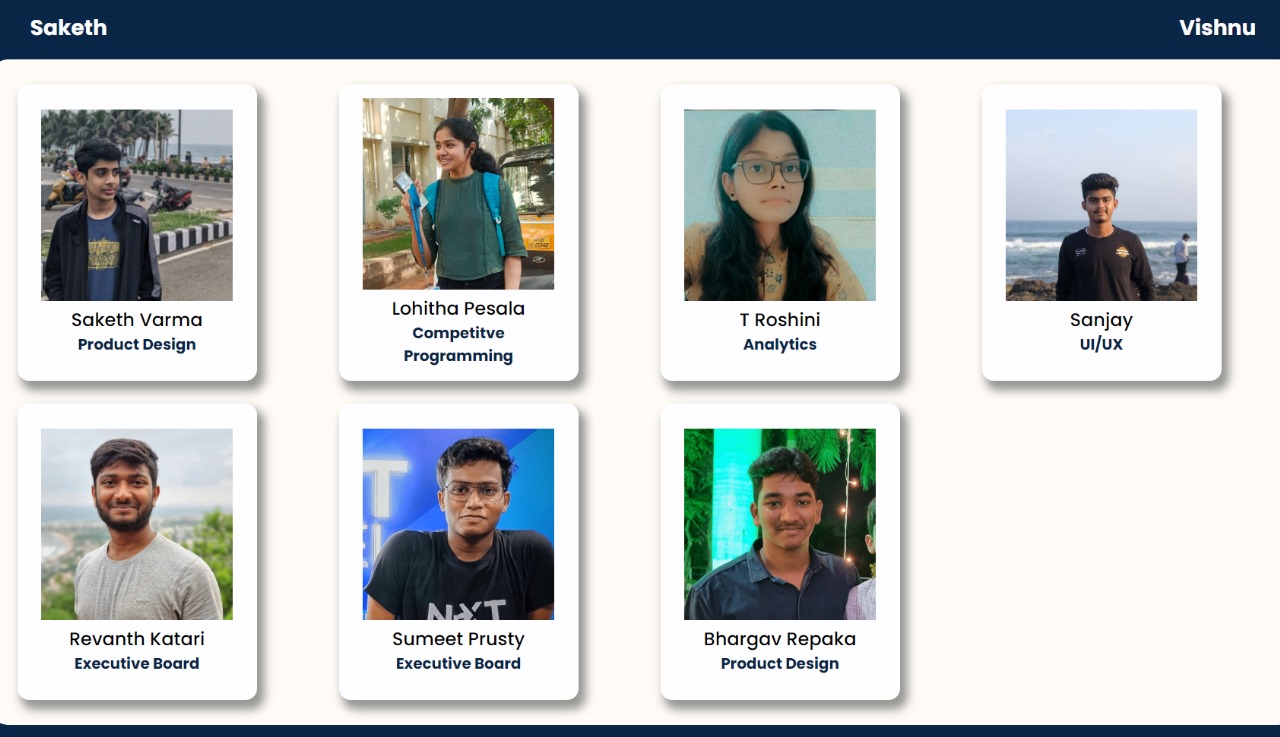 Saketh
Vishnu
Saketh Varma
Product Design
Lohitha Pesala
Competitve
Programming
T Roshini
Analytics
Sanjay
UI/UX
Revanth Katari
Executive Board
Sumeet Prusty
Executive Board
Bhargav Repaka
Product Design